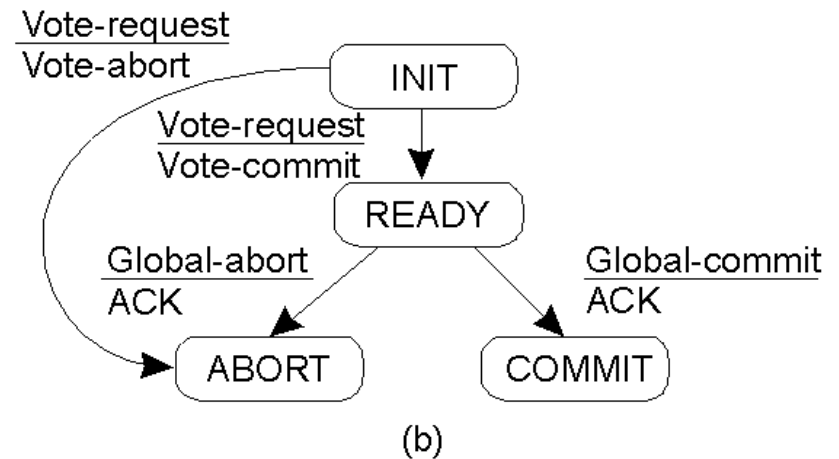 Vote-request
Vote-abort
INIT
Vote-request
Vote-commit
READY
Global-abort
ACK
Global-commit
ACK
ABORT
COMMIT
(b)